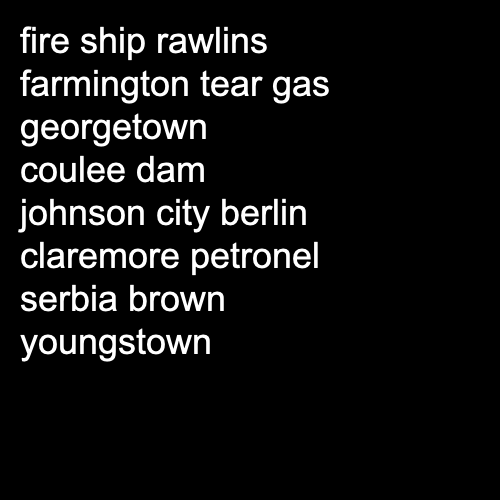 fire ship rawlins
farmington tear gas
georgetown
coulee dam
johnson city berlin
claremore petronel
serbia brown
youngstown